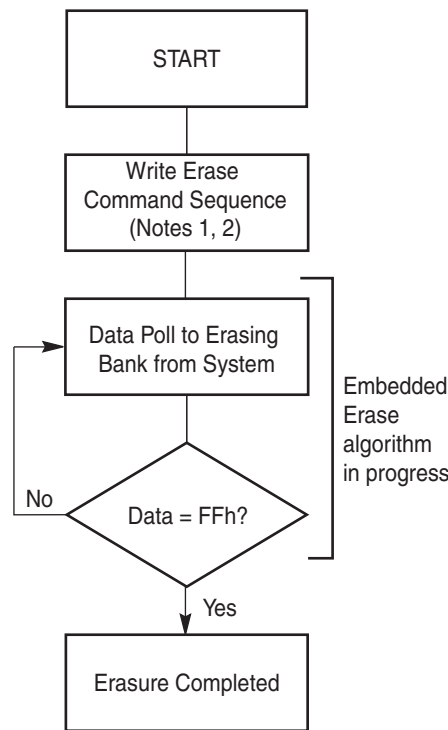 START
Write Erase
Command Sequence
(Notes 1, 2)
Data Poll to Erasing
Bank from System
Embedded
Erase
algorithm
in progress
No
Data = FFh?
Yes
Erasure Completed